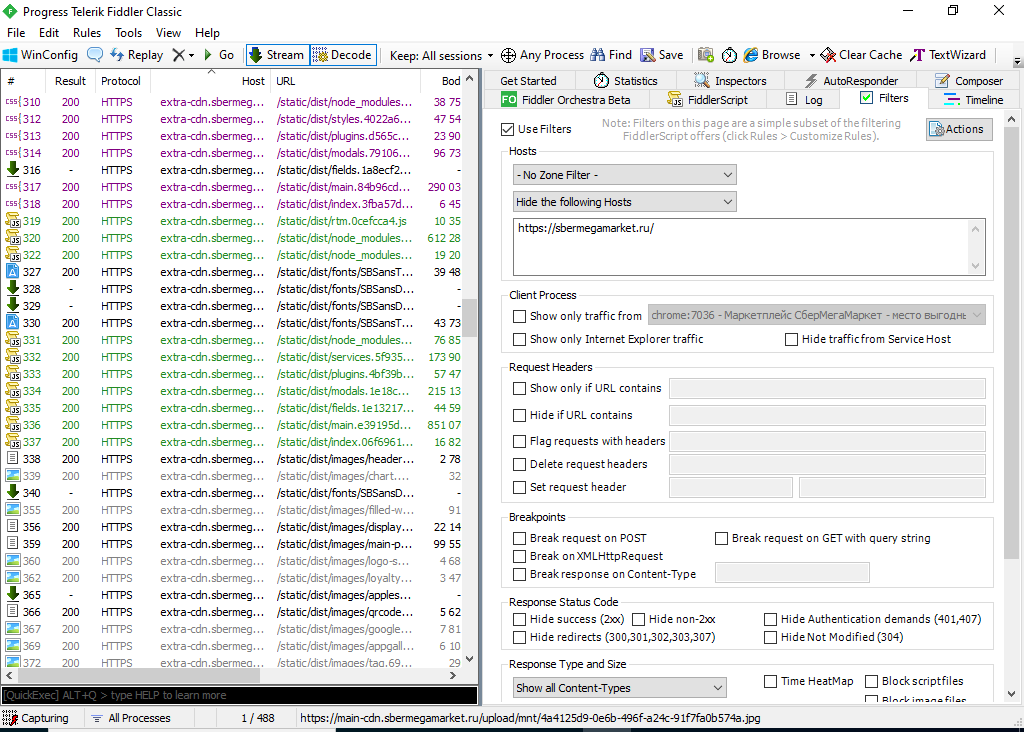 Progress Telerik Fiddler Classic
File Edit Rules Tools View Help
WinConfig Replay Go Stream Decode Keep: All sessions Any Process Find Save Browse Clear Cache TextWizard
# Result Protocol Host URL Bod
310 200 HTTPS extra-cdn.sbermeg... /static/dist/node_modules... 38 75
312 200 HTTPS extra-cdn.sbermeg... /static/dist/styles.4022a6... 47 54
313 200 HTTPS extra-cdn.sbermeg... /static/dist/plugins.d565c... 23 90
314 200 HTTPS extra-cdn.sbermeg... /static/dist/modals.79106... 96 73
316 - HTTPS extra-cdn.sbermeg... /static/dist/fields.1a8ecf2... -
317 200 HTTPS extra-cdn.sbermeg... /static/dist/main.84b96cd... 290 03
318 200 HTTPS extra-cdn.sbermeg... /static/dist/index.3fba57d... 6 45
319 200 HTTPS extra-cdn.sbermeg... /static/dist/rtm.0cefcca4.js 10 35
320 200 HTTPS extra-cdn.sbermeg... /static/dist/node_modules... 612 28
322 200 HTTPS extra-cdn.sbermeg... /static/dist/node_modules... 19 20
327 200 HTTPS extra-cdn.sbermeg... /static/dist/fonts/SBSansT... 39 48
328 - HTTPS extra-cdn.sbermeg... /static/dist/fonts/SBSansD... -
329 - HTTPS extra-cdn.sbermeg... /static/dist/fonts/SBSansD... -
330 200 HTTPS extra-cdn.sbermeg... /static/dist/fonts/SBSansT... 43 73
331 200 HTTPS extra-cdn.sbermeg... /static/dist/node_modules... 76 85
332 200 HTTPS extra-cdn.sbermeg... /static/dist/services.5f935... 173 90
333 200 HTTPS extra-cdn.sbermeg... /static/dist/plugins.4bf39b... 57 47
334 200 HTTPS extra-cdn.sbermeg... /static/dist/modals.1e18c... 215 13
335 200 HTTPS extra-cdn.sbermeg... /static/dist/fields.1e13217... 44 59
336 200 HTTPS extra-cdn.sbermeg... /static/dist/main.e39195d... 851 07
337 200 HTTPS extra-cdn.sbermeg... /static/dist/index.06f6961... 16 82
338 200 HTTPS extra-cdn.sbermeg... /static/dist/images/header... 2 78
339 200 HTTPS extra-cdn.sbermeg... /static/dist/images/chart.... 32
340 - HTTPS extra-cdn.sbermeg... /static/dist/fonts/SBSansD... -
355 200 HTTPS extra-cdn.sbermeg... /static/dist/images/filled-w... 91
356 200 HTTPS extra-cdn.sbermeg... /static/dist/images/display... 22 14
359 200 HTTPS extra-cdn.sbermeg... /static/dist/images/main-p... 99 55
360 200 HTTPS extra-cdn.sbermeg... /static/dist/images/logo-s... 4 68
362 200 HTTPS extra-cdn.sbermeg... /static/dist/images/loyalty... 3 47
365 - HTTPS extra-cdn.sbermeg... /static/dist/images/apples... -
366 200 HTTPS extra-cdn.sbermeg... /static/dist/images/qrcode... 5 62
367 200 HTTPS extra-cdn.sbermeg... /static/dist/images/google... 7 81
369 200 HTTPS extra-cdn.sbermeg... /static/dist/images/appgall... 6 10
372 200 HTTPS extra-cdn.sbermeg... /static/dist/images/tag.69... 29
[QuickExec] ALT+Q > type HELP to learn more
Get Started Statistics Inspectors AutoResponder Composer
FO Fiddler Orchestra Beta FiddlerScript Log Filters Timeline
Use Filters
Note: Filters on this page are a simple subset of the filtering
FiddlerScript offers (click Rules > Customize Rules).
Actions
Hosts
- No Zone Filter -
Hide the following Hosts
https://sbermegamarket.ru/
Client Process
Show only traffic from chrome:7036 - Маркетплейс СберМегаМаркет - место выгодны
Show only Internet Explorer traffic Hide traffic from Service Host
Request Headers
Show only if URL contains
Hide if URL contains
Flag requests with headers
Delete request headers
Set request header
Breakpoints
Break request on POST Break request on GET with query string
Break on XMLHttpRequest
Break response on Content-Type
Response Status Code
Hide success (2xx) Hide non-2xx Hide Authentication demands (401,407)
Hide redirects (300,301,302,303,307) Hide Not Modified (304)
Response Type and Size
Show all Content-Types Time HeatMap Block script files
Block image files
Capturing All Processes 1 / 488 https://main-cdn.sbermegamarket.ru/upload/mnt/4a4125d9-0e6b-496f-a24c-91f7fa0b574a.jpg